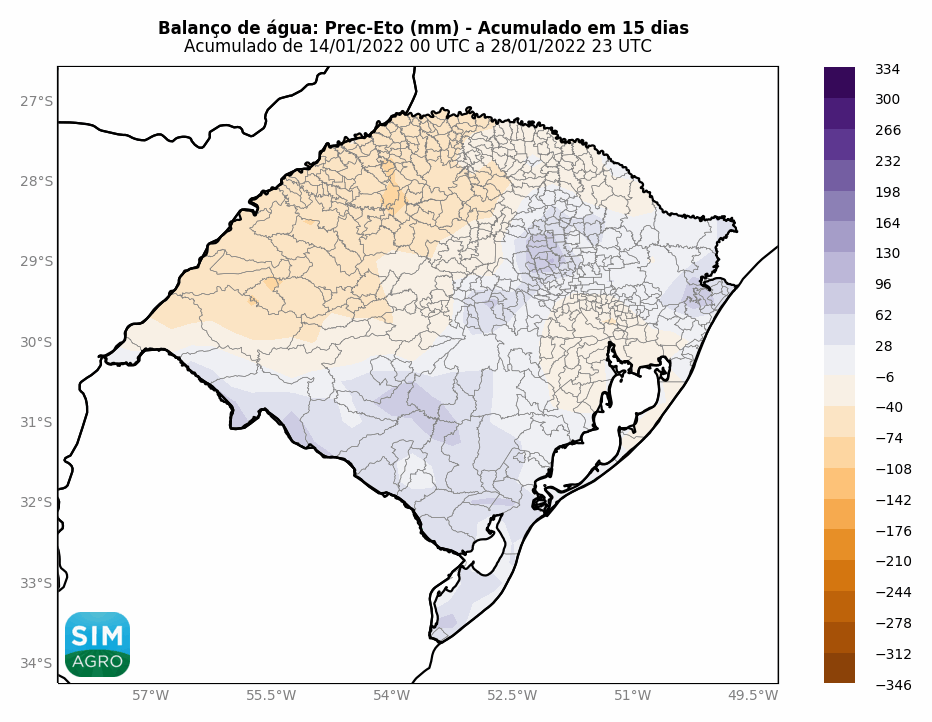 Balanço de água: Prec-Eto (mm) - Acumulado em 15 dias
Acumulado de 14/01/2022 00 UTC a 28/01/2022 23 UTC
27°S
28°S
29°S
30°S
31°S
32°S
33°S
34°S
57°W
55.5°W
54°W
52.5°W
51°W
49.5°W
334
300
266
232
198
164
130
96
62
28
−6
−40
−74
−108
−142
−176
−210
−244
−278
−312
−346
SIM
AGRO